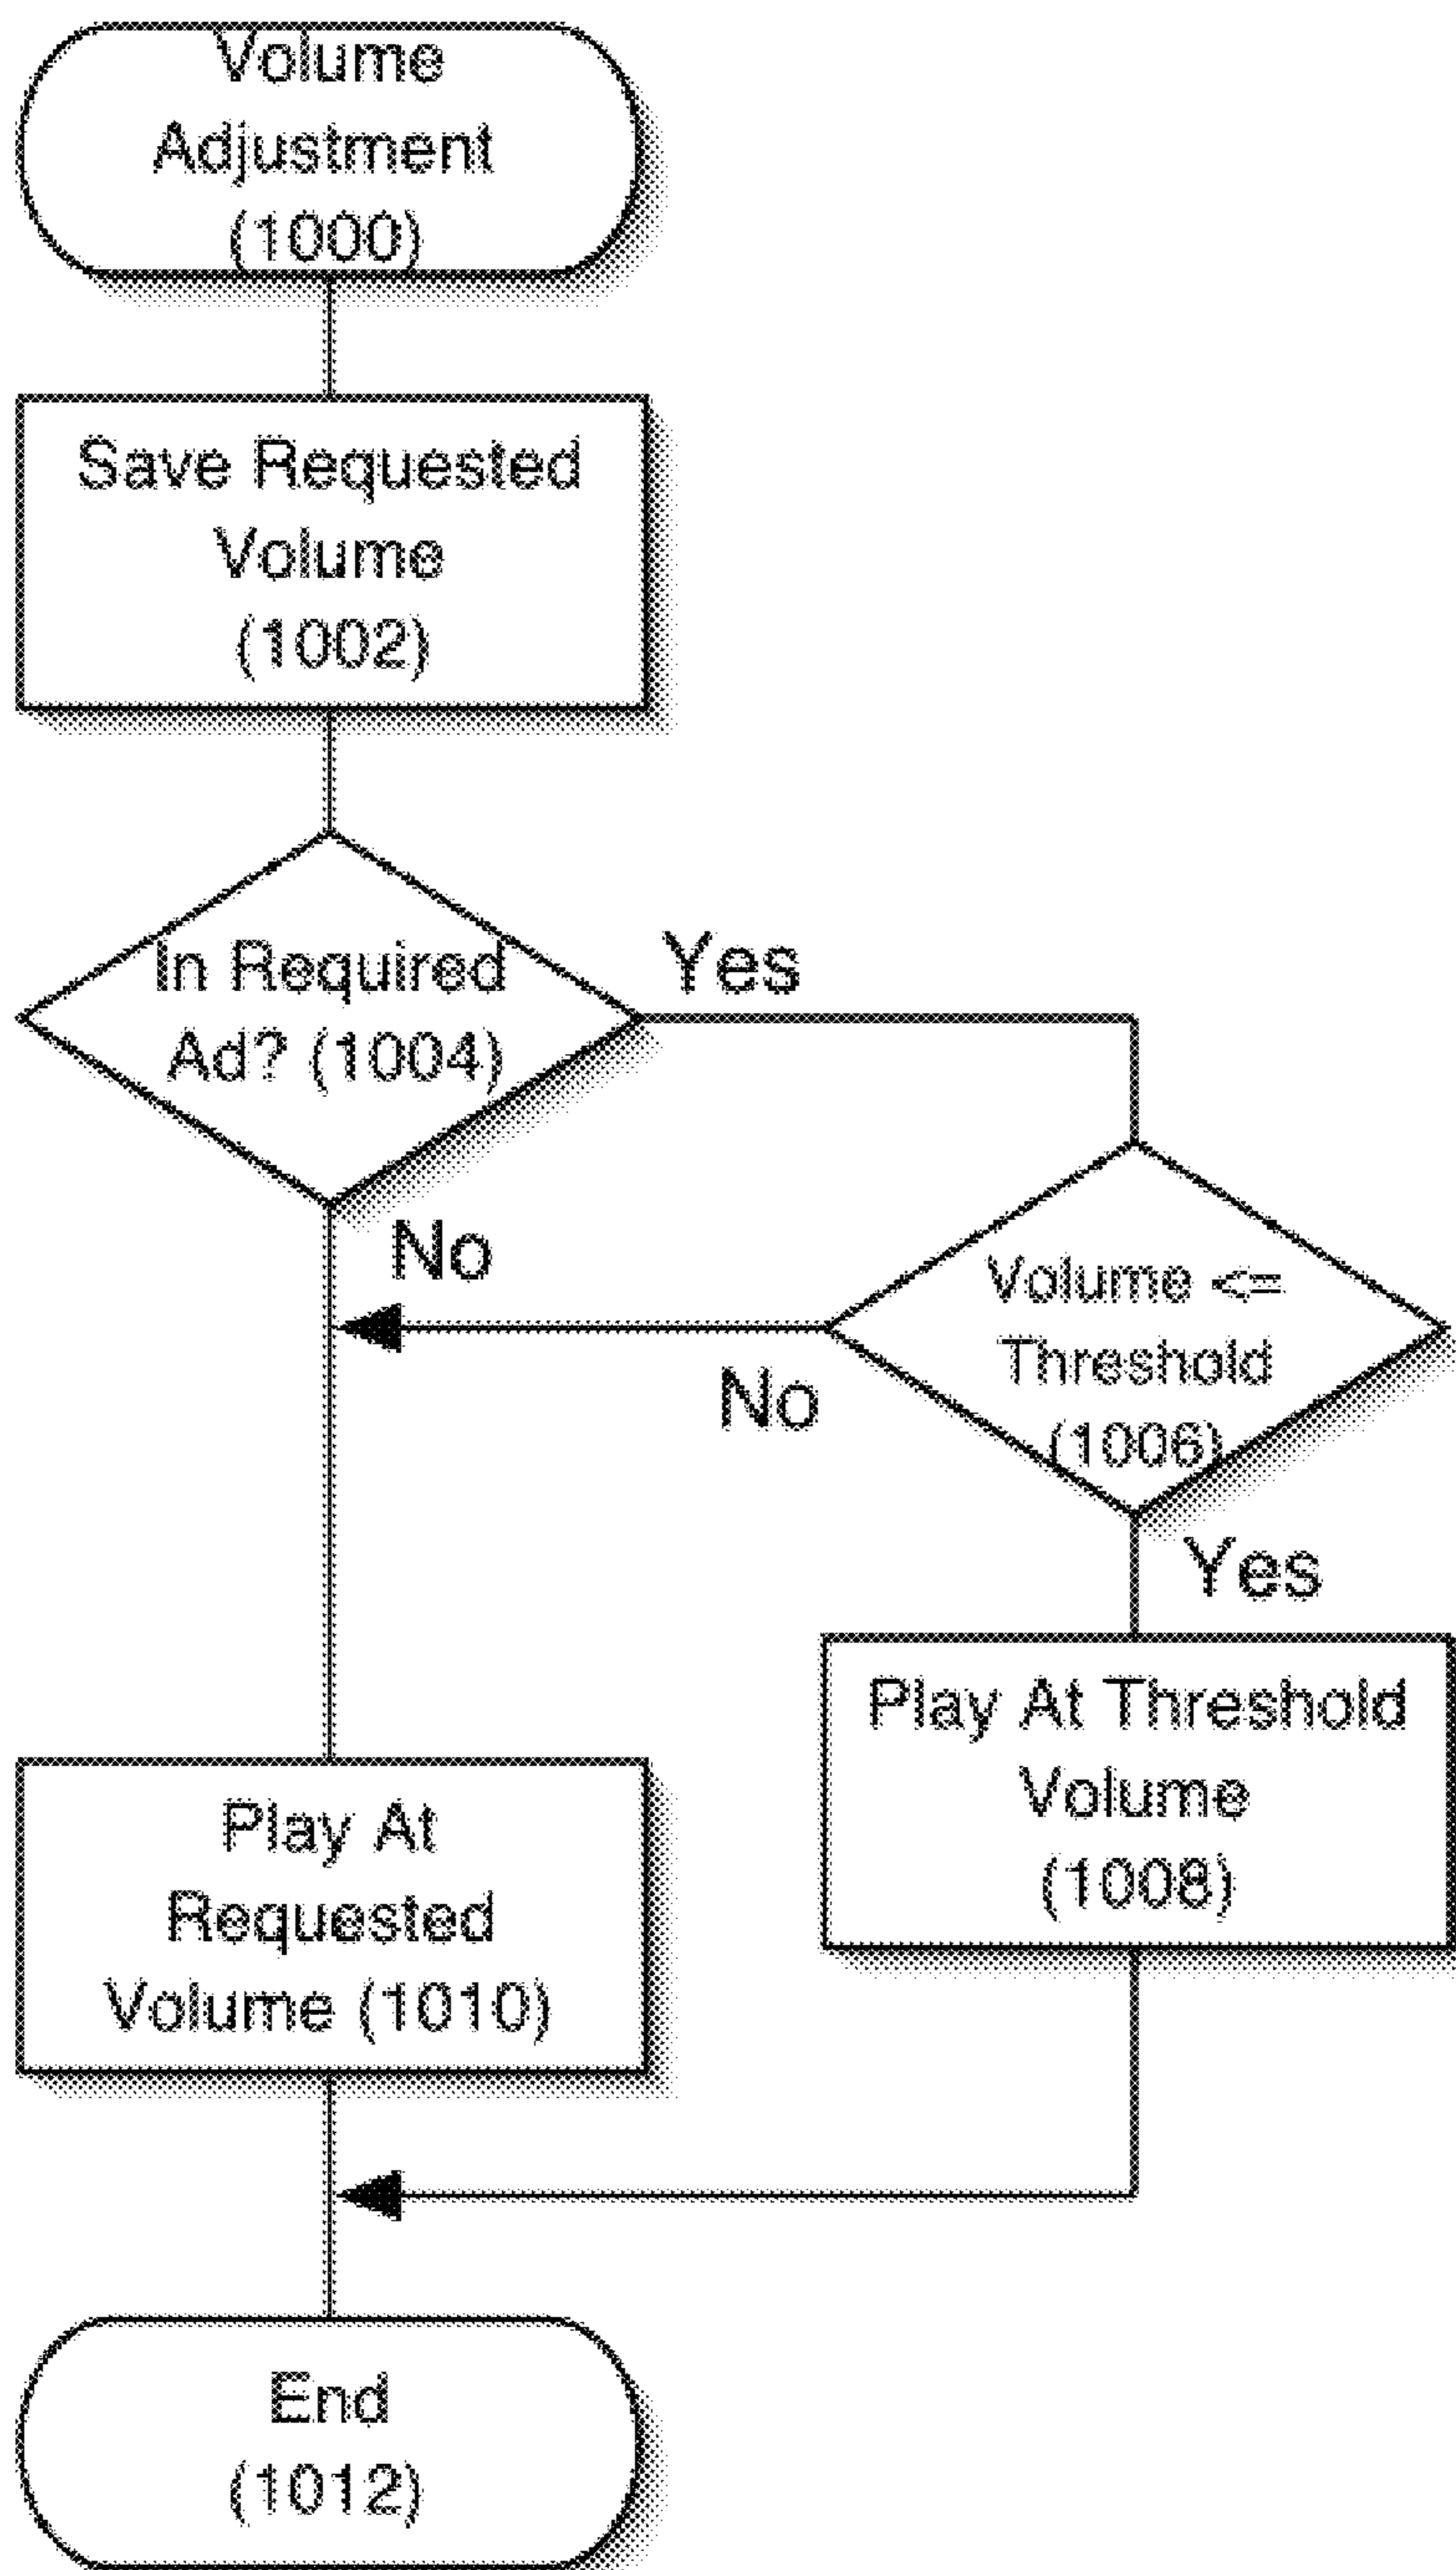 Volume
Adjustment
(1000)
Save Requested
Volume
(1002)
In Required
Ad? (1004)
Yes
No
Volume <=
Threshold
(1006)
No
Yes
Play At Threshold
Volume
(1008)
Play At
Requested
Volume (1010)
End
(1012)